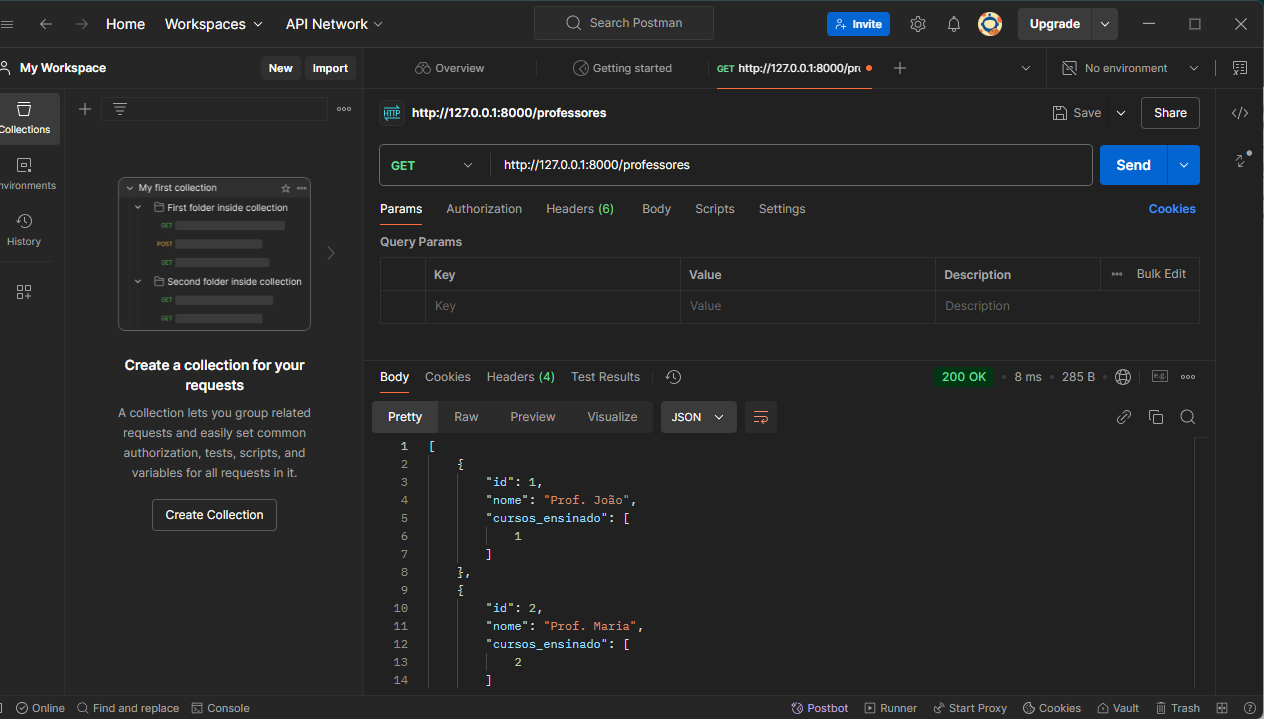 Home Workspaces API Network Search Postman Invite Upgrade
My Workspace New Import Overview Getting started GET http://127.0.0.1:8000/pro No environment
Collections
Environments
History
My first collection
First folder inside collection
GET
POST
GET
Second folder inside collection
GET
GET
Create a collection for your
requests
A collection lets you group related
requests and easily set common
authorization, tests, scripts, and
variables for all requests in it.
Create Collection
HTTP http://127.0.0.1:8000/professores Save Share
GET http://127.0.0.1:8000/professores Send
Params Authorization Headers (6) Body Scripts Settings Cookies
Query Params
Key Value Description Bulk Edit
Key Value Description
Body Cookies Headers (4) Test Results 200 OK 8 ms 285 B e.g.
Pretty Raw Preview Visualize JSON
1 [
2 {
3 "id": 1,
4 "nome": "Prof. João",
5 "cursos_ensinado": [
6 1
7 ]
8 },
9 {
10 "id": 2,
11 "nome": "Prof. Maria",
12 "cursos_ensinado": [
13 2
14 ]
Online Find and replace Console Postbot Runner Start Proxy Cookies Vault Trash